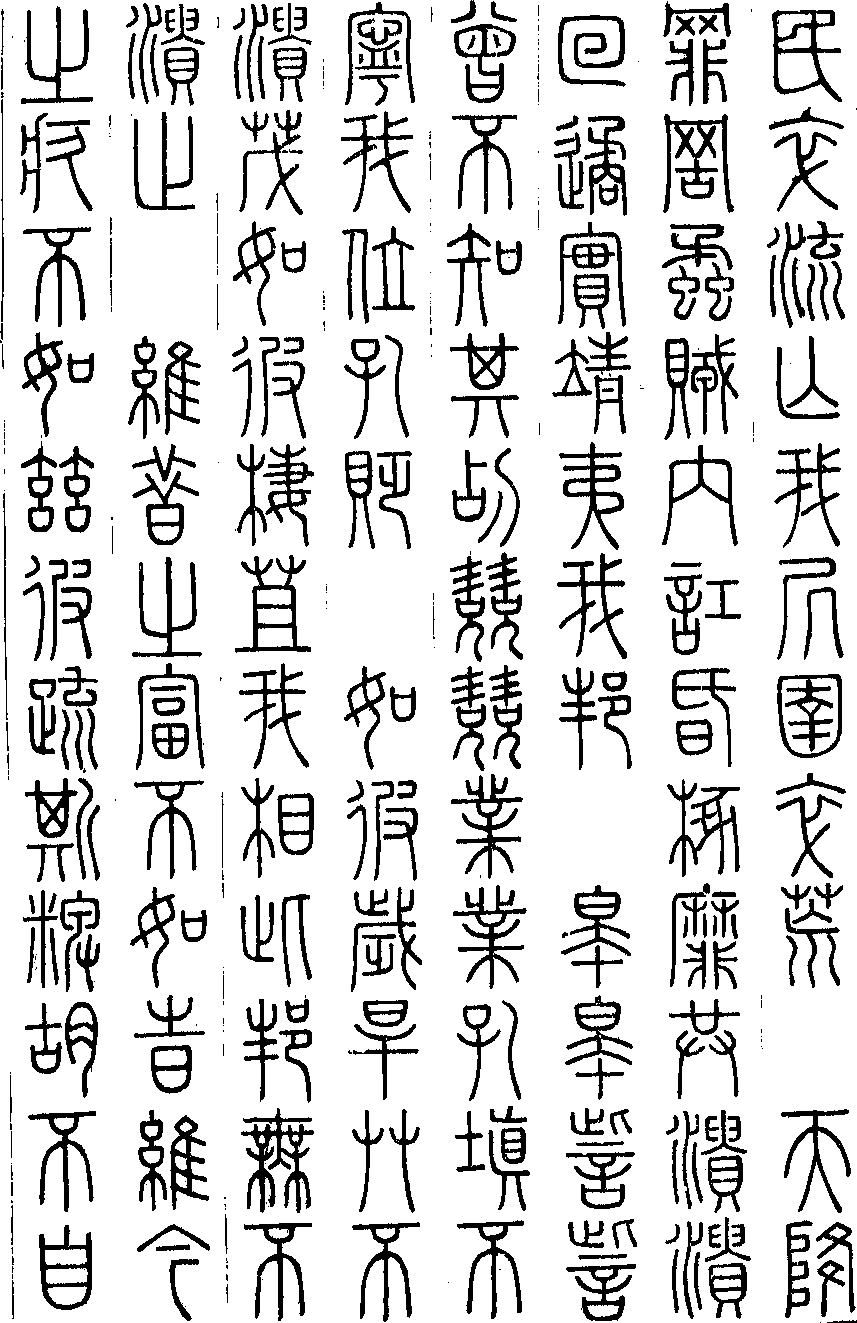 民卒流亡我凥圉卒荒 天降
罪罟蟊賊內訌昏椓靡共潰潰
回遹實靖夷我邦 皋皋訿訿
曾不知其玷兢兢業業孔填不
寧我位孔貶 如彼歲旱艸不
潰茂如彼棲苴我相此邦無不
潰止 維昔之富不如旹維今
之疚不如茲彼疏斯粺胡不自